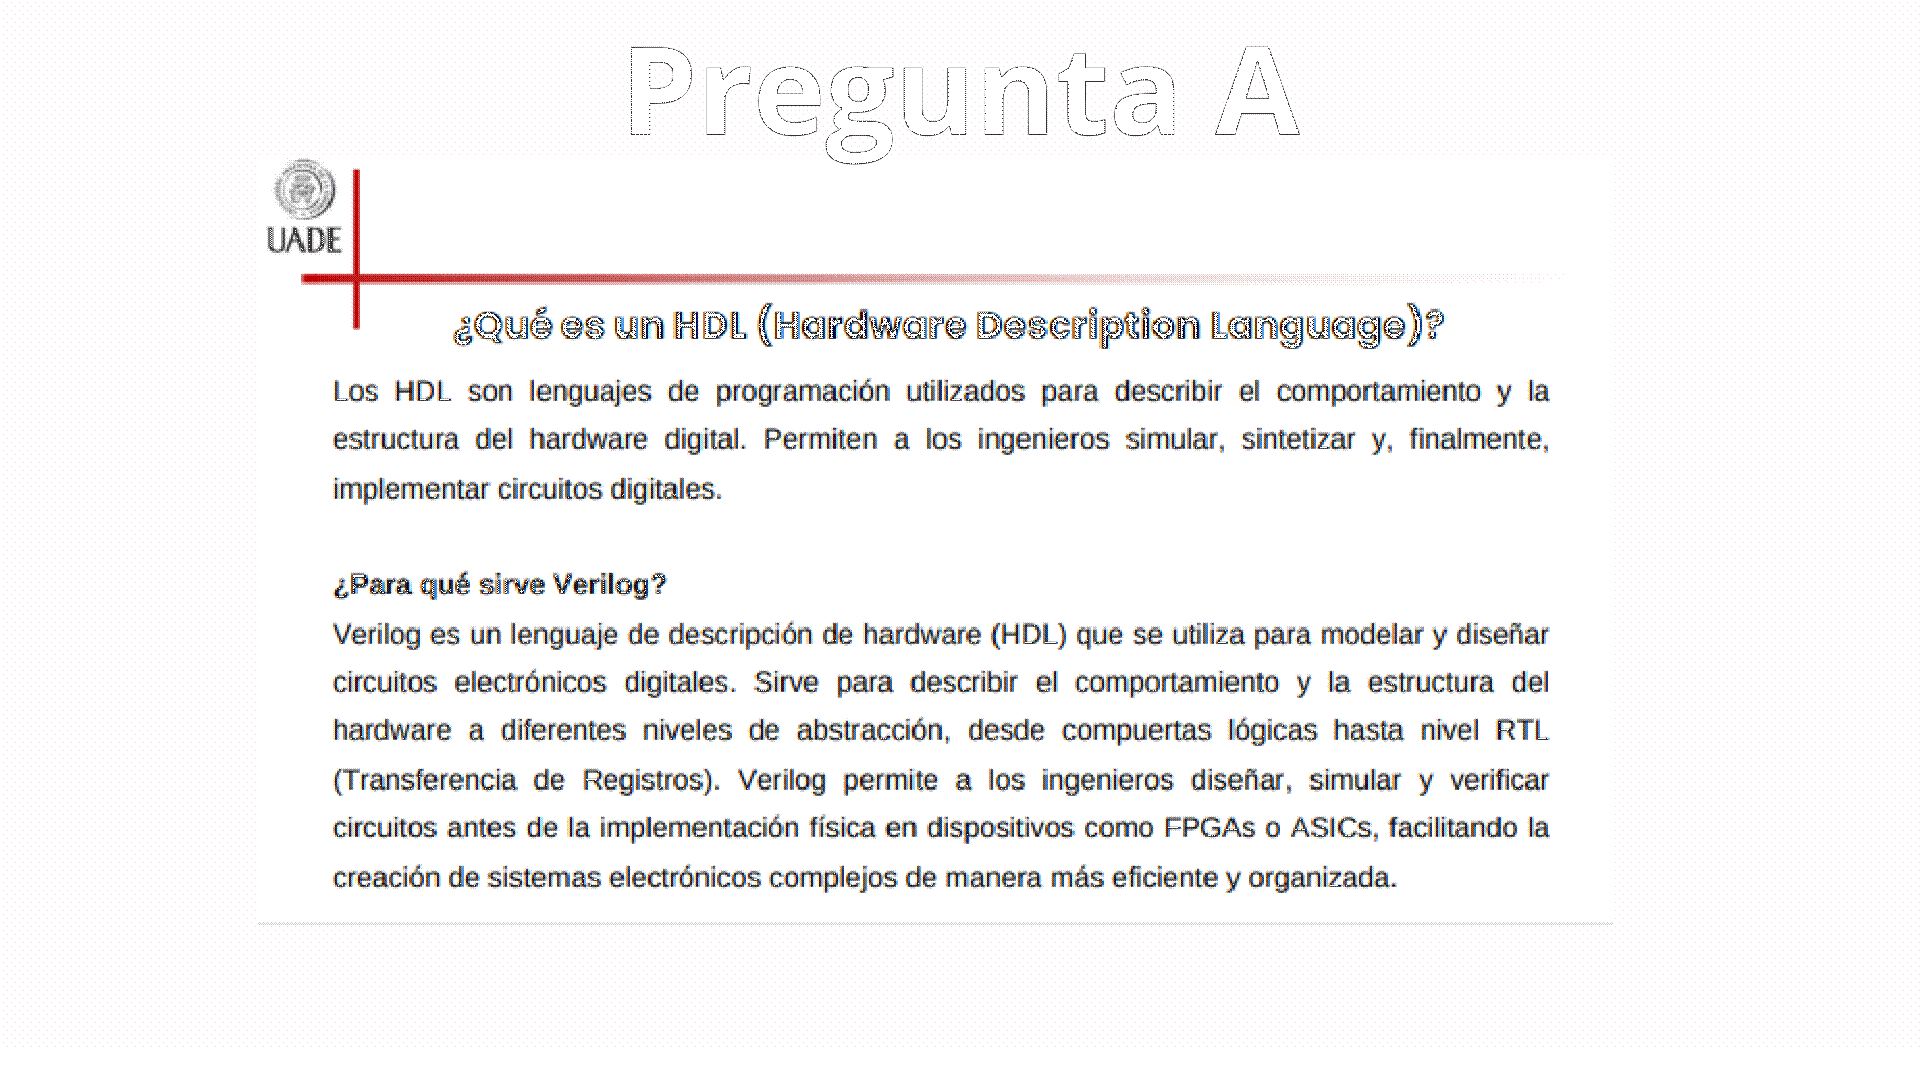 Pregunta A
UADE
¿Qué es un HDL (Hardware Description Language)?
Los HDL son lenguajes de programación utilizados para describir el comportamiento y la
estructura del hardware digital. Permiten a los ingenieros simular, sintetizar y, finalmente,
implementar circuitos digitales.
¿Para qué sirve Verilog?
Verilog es un lenguaje de descripción de hardware (HDL) que se utiliza para modelar y diseñar
circuitos electrónicos digitales. Sirve para describir el comportamiento y la estructura del
hardware a diferentes niveles de abstracción, desde compuertas lógicas hasta nivel RTL
(Transferencia de Registros). Verilog permite a los ingenieros diseñar, simular y verificar
circuitos antes de la implementación física en dispositivos como FPGAs o ASICs, facilitando la
creación de sistemas electrónicos complejos de manera más eficiente y organizada.